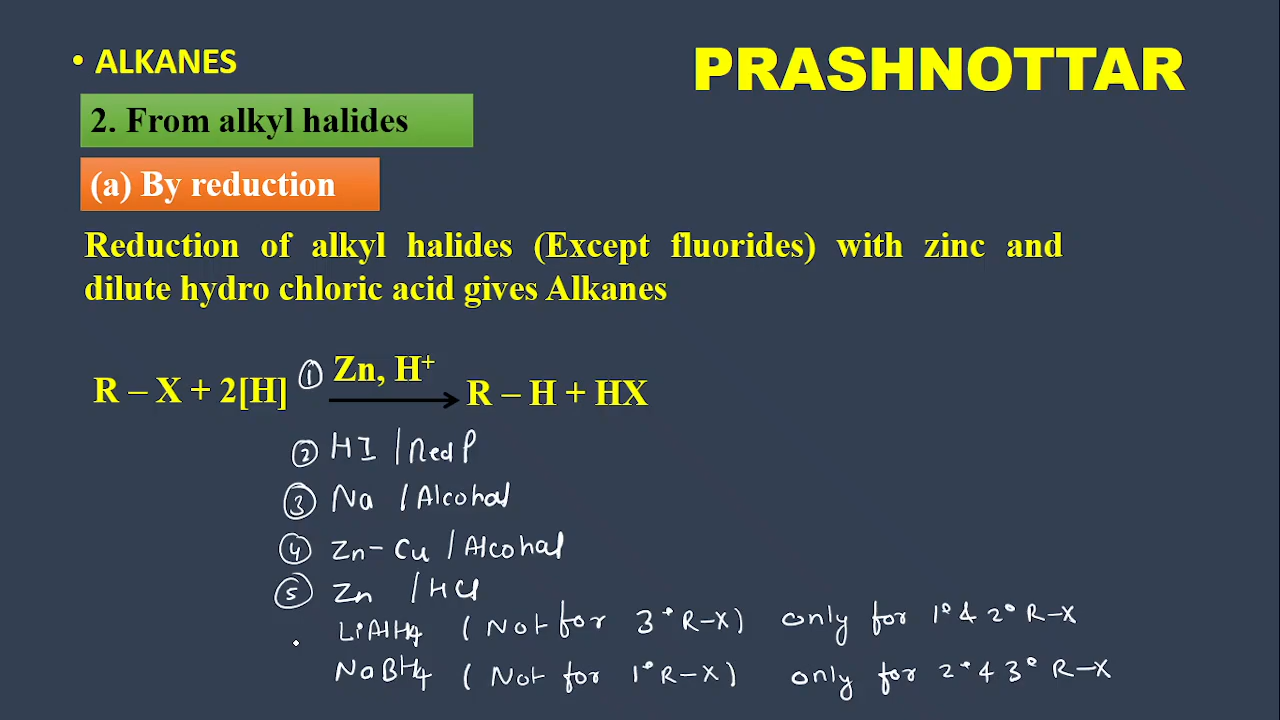 • ALKANES
PRASHNOTTAR
2. From alkyl halides
(a) By reduction
Reduction of alkyl halides (Except fluorides) with zinc and
dilute hydro chloric acid gives Alkanes
R – X + 2[H] ① Zn, H⁺ → R – H + HX
② HI / Red P
③ Na / Alcohal
④ Zn – Cu / Alcohal
⑤ Zn / HCl
LiAlH4 (Not for 3° R–X) only for 1° & 2° R–X
NaBH4 (Not for 1° R–X) only for 2° & 3° R–X